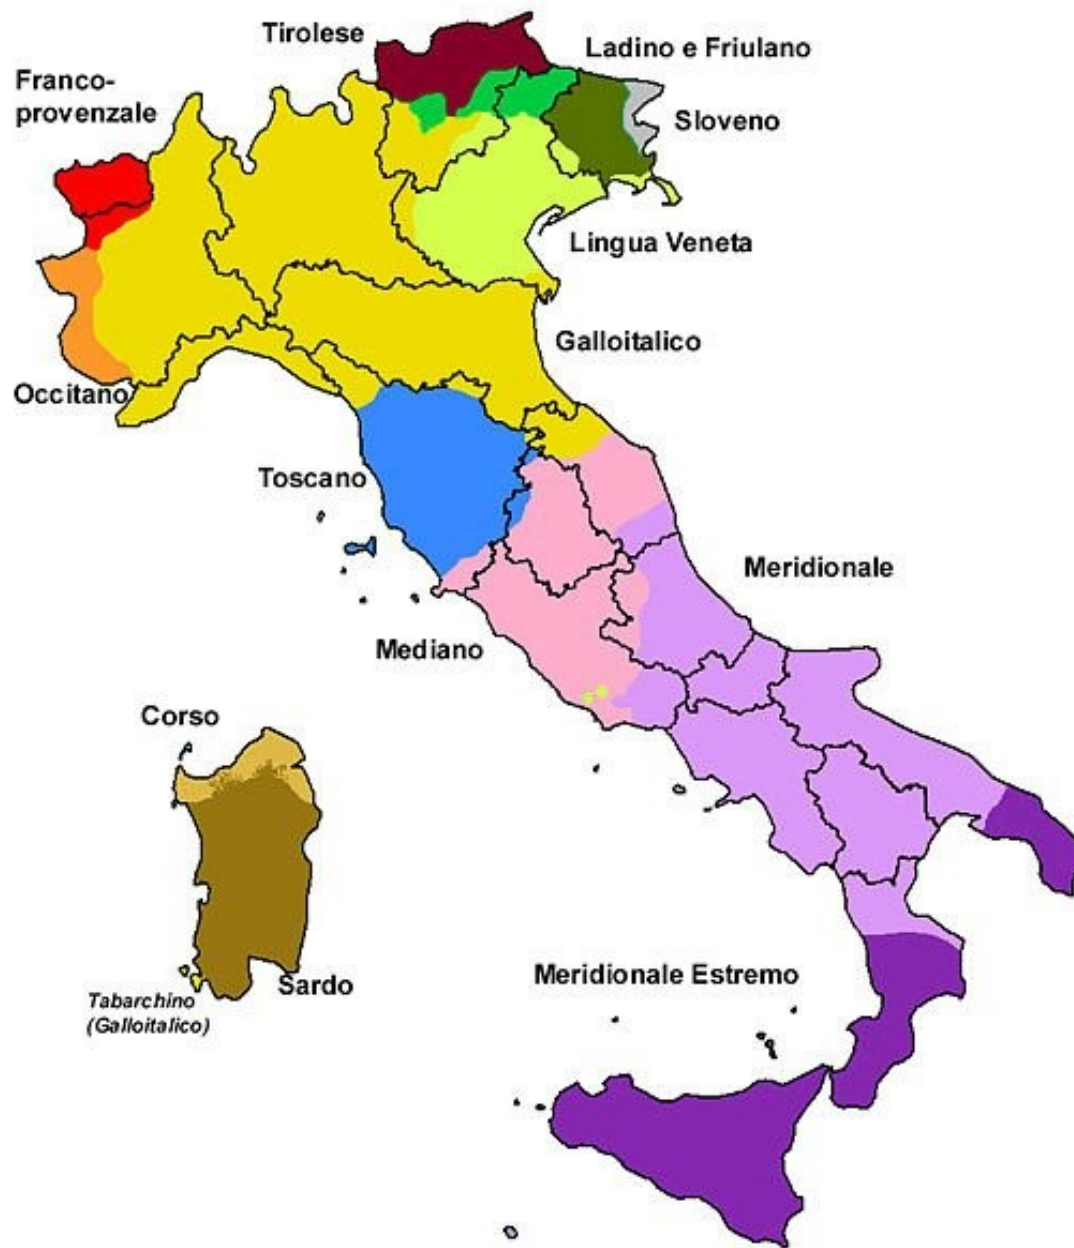 Tirolese
Ladino e Friulano
Franco-
provenzale
Sloveno
Lingua Veneta
Galloitalico
Occitano
Toscano
Meridionale
Mediano
Corso
Meridionale Estremo
Sardo
Tabarchino
(Galloitalico)